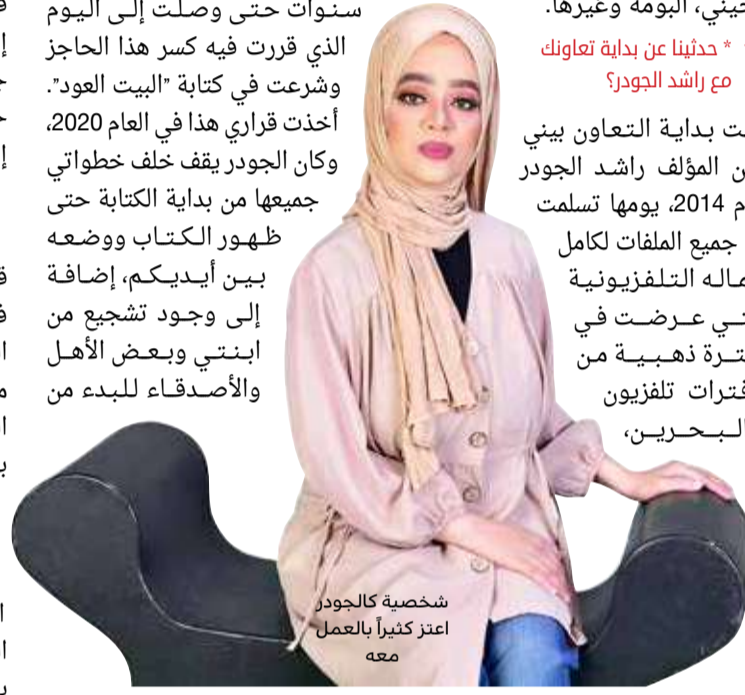 حيني، البومة وغيرها.
* حدثينا عن بداية تعاونك
مع راشد الجودر؟
بداية التعاون بيني
المؤلف راشد الجودر
2014، يومها تسلمت
جميع الملفات لكامل
التلفزيونية
عرضت في
ذهبية من
فترات تلفزيون
البحرين،
سنوات حتى وصلت إلى اليوم
الذي قررت فيه كسر هذا الحاجز
وشرعت في كتابة "البيت العود".
أخذت قراري هذا في العام 2020،
وكان الجودر يقف خلف خطواتي
جميعها من بداية الكتابة حتى
ظهور الكتاب ووضعه
بين أيديكم، إضافة
إلى وجود تشجيع من
ابنتي وبعض الأهل
والأصدقاء للبدء من
شخصية كالجودر
اعتز كثيراً بالعمل
معه